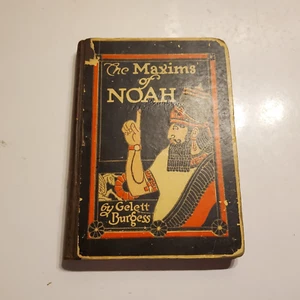 The Maxims
of
NOAH
by Gelett
Burgess